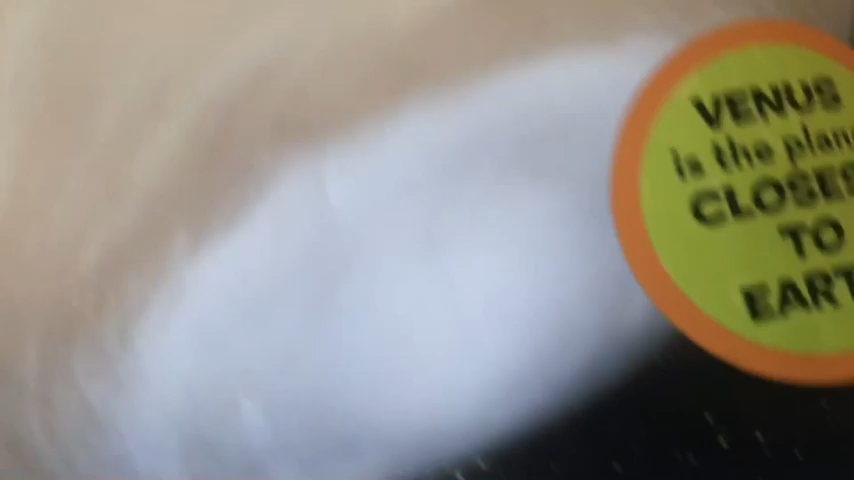 VENUS
is the plan
CLOSES
TO
EART